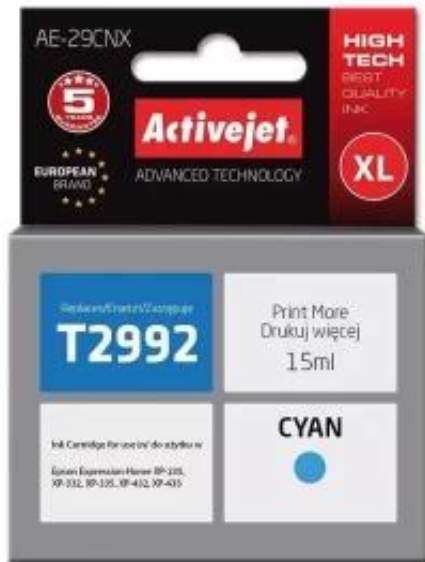 AE-29CNX
HIGH
TECH
BEST
QUALITY
INK
5
YEARS
Activejet.
EUROPEAN
BRAND
ADVANCED TECHNOLOGY
XL
Replaces/Ersetzt/Zastępuje
T2992
Print More
Drukuj więcej
15ml
Ink Cartridge for use in/ do użytku w
Epson Expression Home XP-235,
XP-332, XP-335, XP-432, XP-435
CYAN